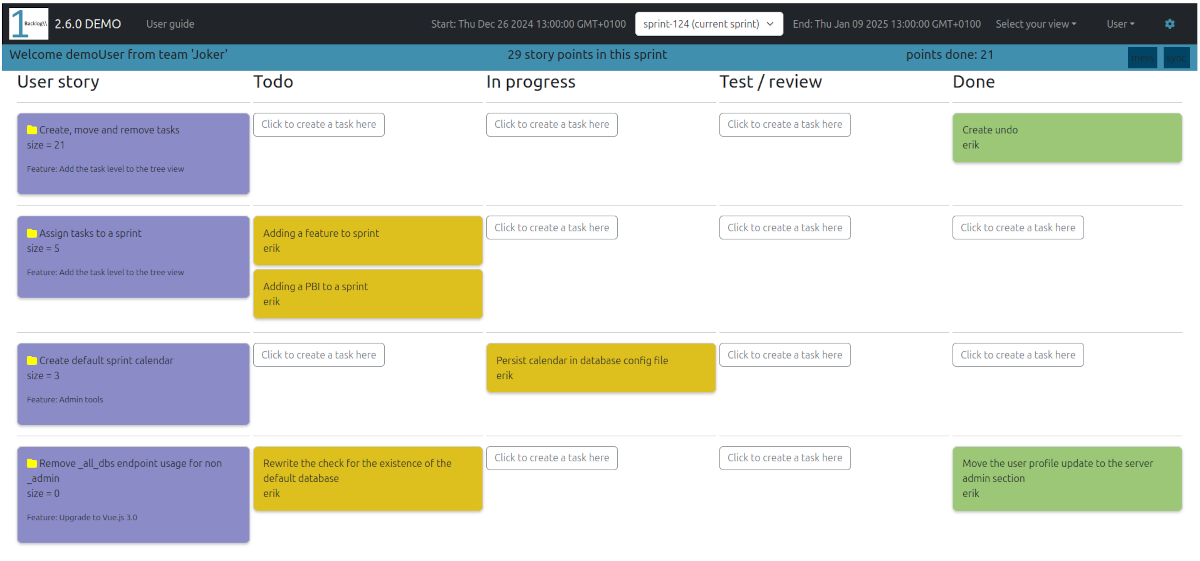 1 Backlog\\ 2.6.0 DEMO User guide Start: Thu Dec 26 2024 13:00:00 GMT+0100 sprint-124 (current sprint) End: Thu Jan 09 2025 13:00:00 GMT+0100 Select your view User
Welcome demoUser from team 'Joker' 29 story points in this sprint points done: 21
User story Todo In progress Test / review Done
Create, move and remove tasks
size = 21
Feature: Add the task level to the tree view
Click to create a task here
Click to create a task here
Click to create a task here
Create undo
erik
Assign tasks to a sprint
size = 5
Feature: Add the task level to the tree view
Adding a feature to sprint
erik
Adding a PBI to a sprint
erik
Click to create a task here
Click to create a task here
Click to create a task here
Create default sprint calendar
size = 3
Feature: Admin tools
Click to create a task here
Persist calendar in database config file
erik
Click to create a task here
Click to create a task here
Remove _all_dbs endpoint usage for non
_admin
size = 0
Feature: Upgrade to Vue.js 3.0
Rewrite the check for the existence of the
default database
erik
Click to create a task here
Click to create a task here
Move the user profile update to the server
admin section
erik